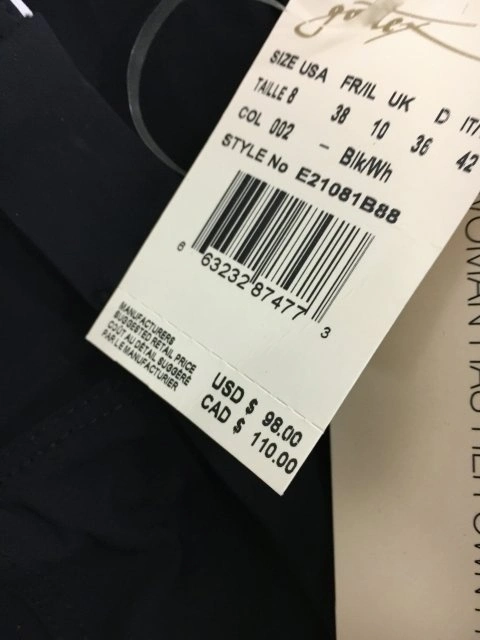 gottex
SIZE USA FR/IL UK D IT/
TAILLE 8 38 10 36 42
COL 002 - Blk/Wh
STYLE No E21081B88
8 63232 87477 3
MANUFACTURERS
SUGGESTED RETAIL PRICE
COÛT AU DÉTAIL SUGGÉRÉ
PAR LE MANUFACTURIER
USD $ 98.00
CAD $ 110.00